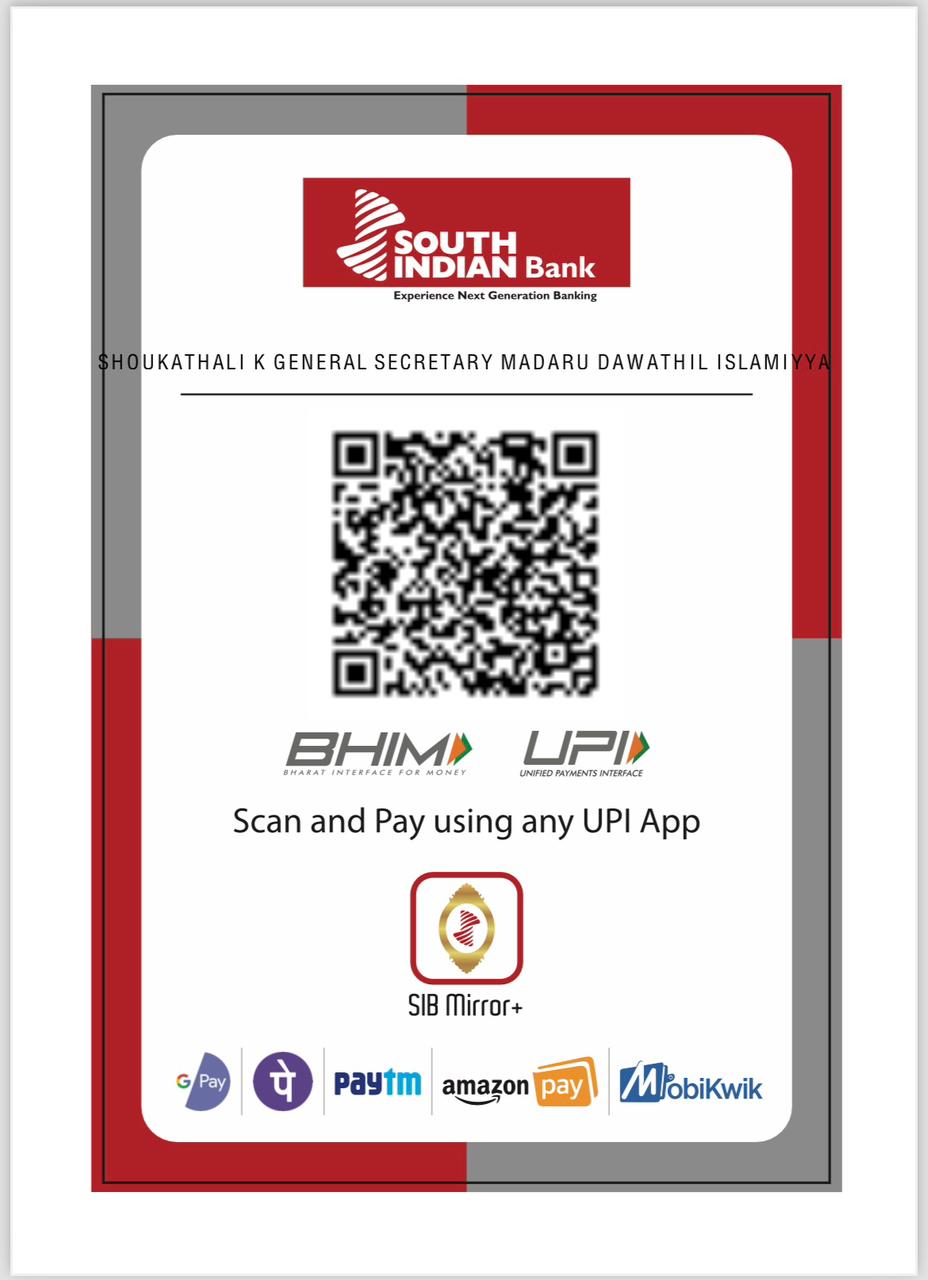 SOUTH
INDIAN Bank
Experience Next Generation Banking
SHOUKATHALI K GENERAL SECRETARY MADARU DAWATHIL ISLAMIYYA
BHIM
BHARAT INTERFACE FOR MONEY
UPI
UNIFIED PAYMENTS INTERFACE
Scan and Pay using any UPI App
SIB Mirror+
G Pay
पे
paytm
amazon pay
MobiKwik